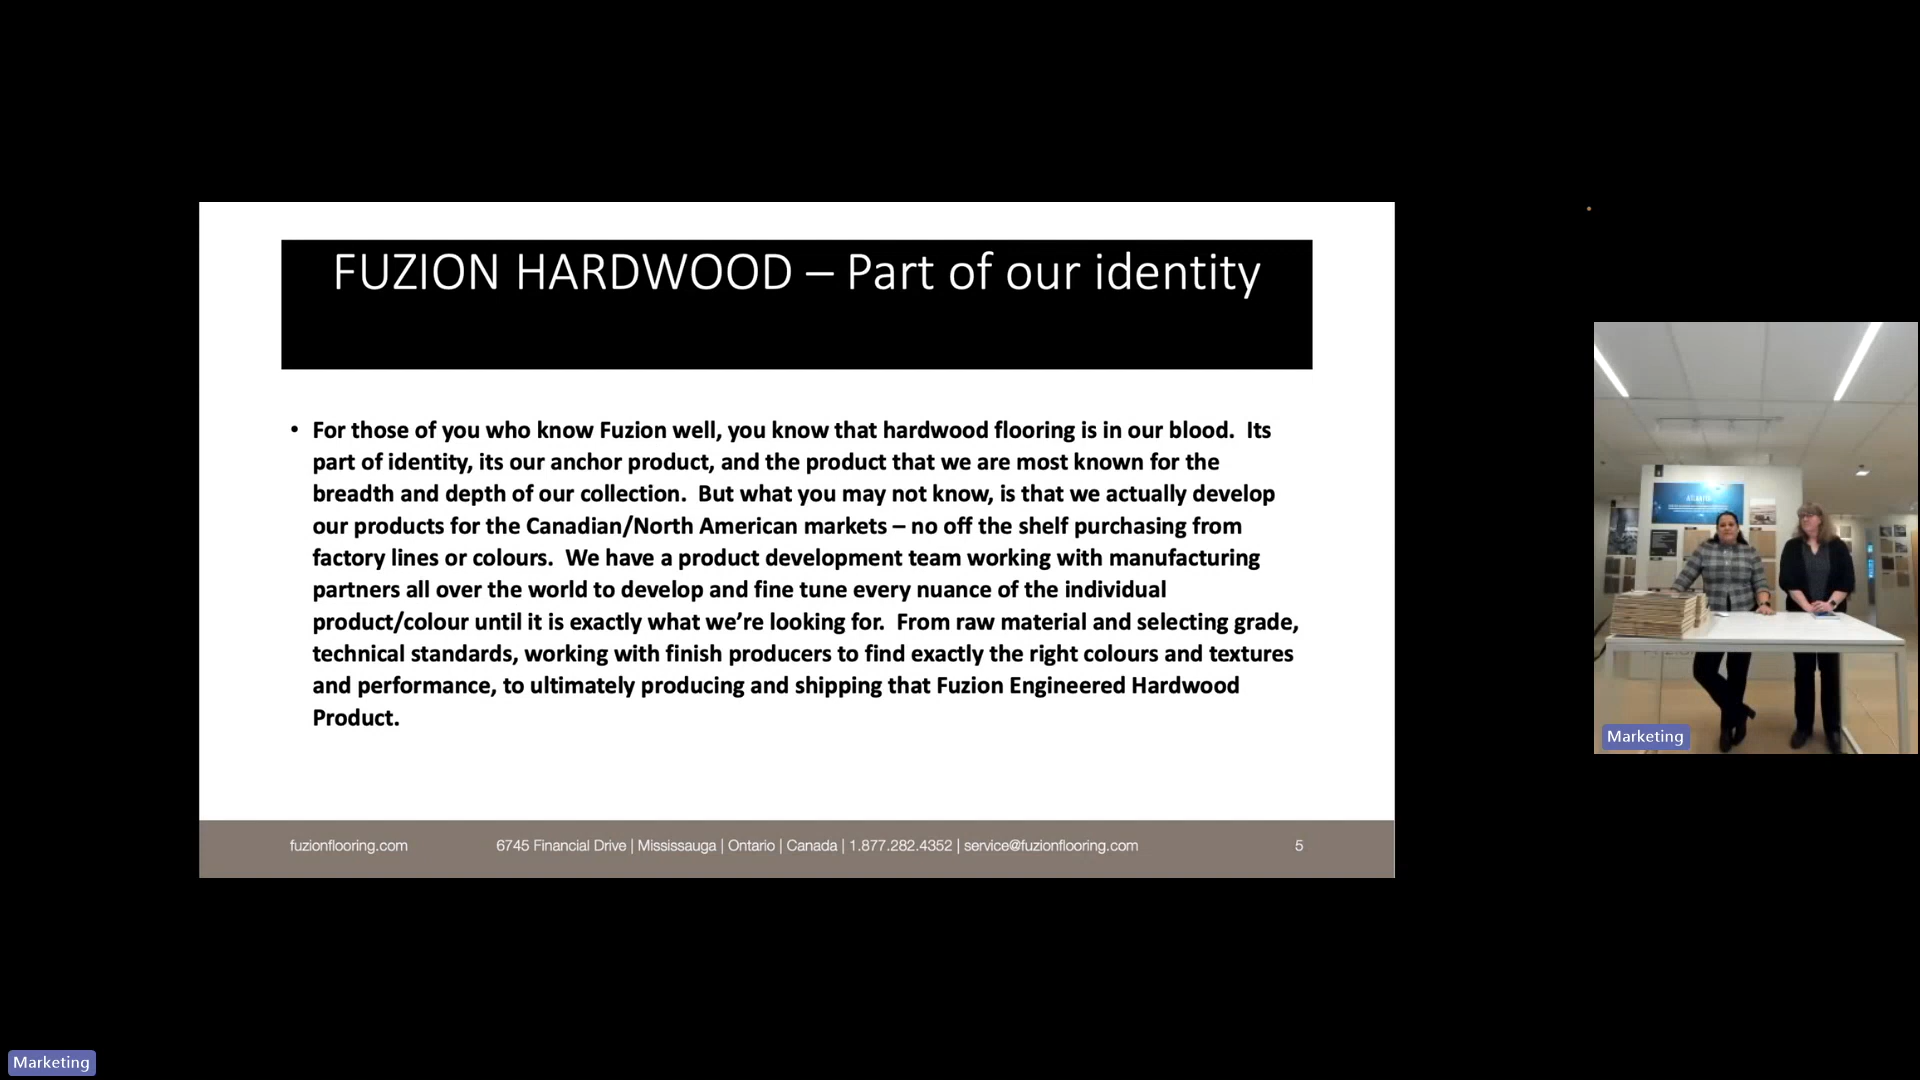 FUZION HARDWOOD – Part of our identity
• For those of you who know Fuzion well, you know that hardwood flooring is in our blood.  Its
part of identity, its our anchor product, and the product that we are most known for the
breadth and depth of our collection.  But what you may not know, is that we actually develop
our products for the Canadian/North American markets – no off the shelf purchasing from
factory lines or colours.  We have a product development team working with manufacturing
partners all over the world to develop and fine tune every nuance of the individual
product/colour until it is exactly what we’re looking for.  From raw material and selecting grade,
technical standards, working with finish producers to find exactly the right colours and textures
and performance, to ultimately producing and shipping that Fuzion Engineered Hardwood
Product.
fuzionflooring.com
6745 Financial Drive | Mississauga | Ontario | Canada | 1.877.282.4352 | service@fuzionflooring.com
5
Marketing
Marketing